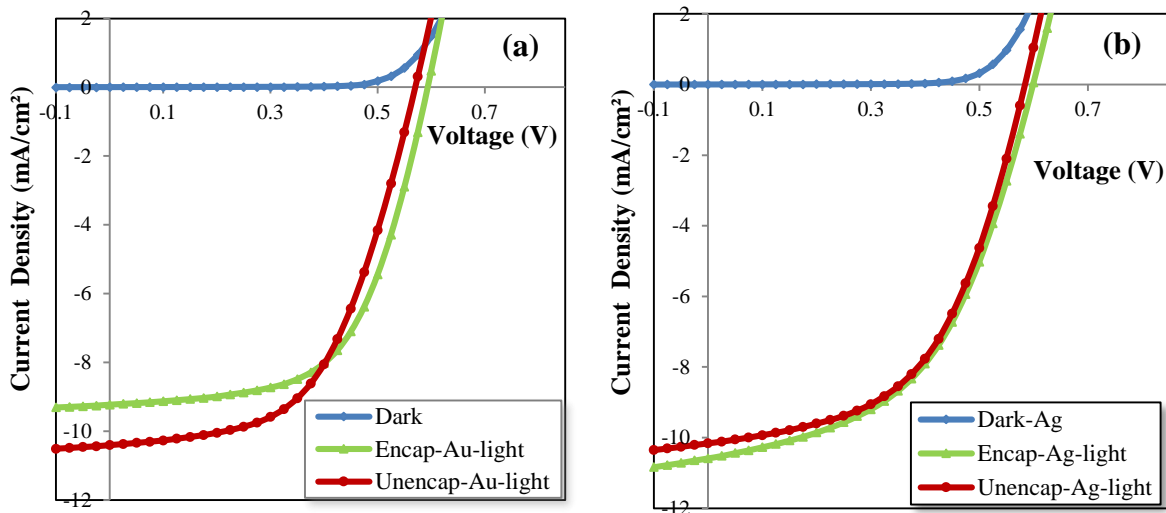 (a)
2
0
-2
-4
-6
-8
-10
-12
-0.1
0.1
0.3
0.5
0.7
Voltage (V)
Current Density (mA/cm²)
Dark
Encap-Au-light
Unencap-Au-light
(b)
2
0
-2
-4
-6
-8
-10
-12
-0.1
0.1
0.3
0.5
0.7
Voltage (V)
Current Density (mA/cm²)
Dark-Ag
Encap-Ag-light
Unencap-Ag-light